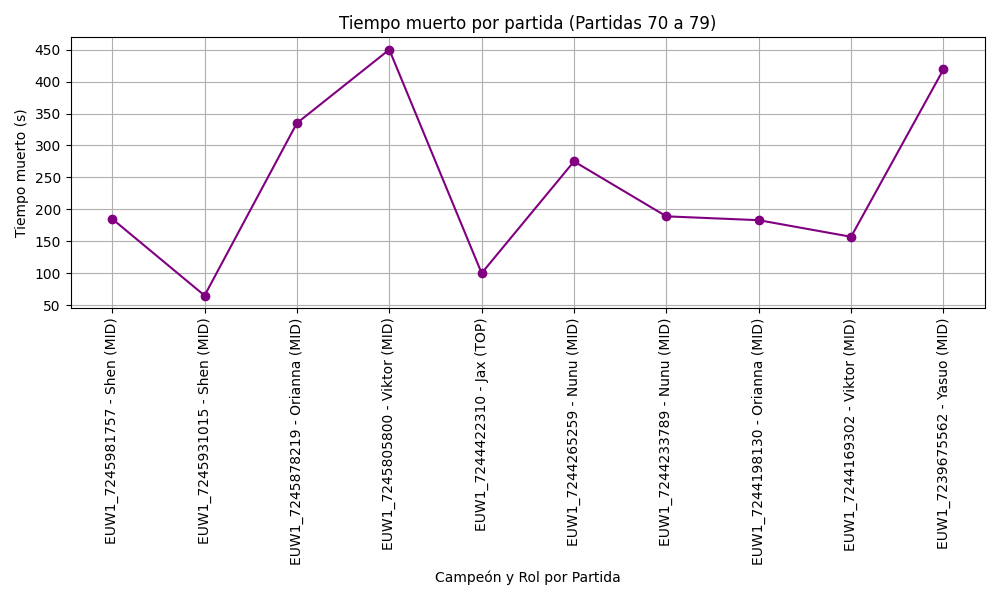 Tiempo muerto por partida (Partidas 70 a 79)
Tiempo muerto (s)
450
400
350
300
250
200
150
100
50
EUW1_7245981757 - Shen (MID)
EUW1_7245931015 - Shen (MID)
EUW1_7245878219 - Orianna (MID)
EUW1_7245805800 - Viktor (MID)
EUW1_7244422310 - Jax (TOP)
EUW1_7244265259 - Nunu (MID)
EUW1_7244233789 - Nunu (MID)
EUW1_7244198130 - Orianna (MID)
EUW1_7244169302 - Viktor (MID)
EUW1_7239675562 - Yasuo (MID)
Campeón y Rol por Partida